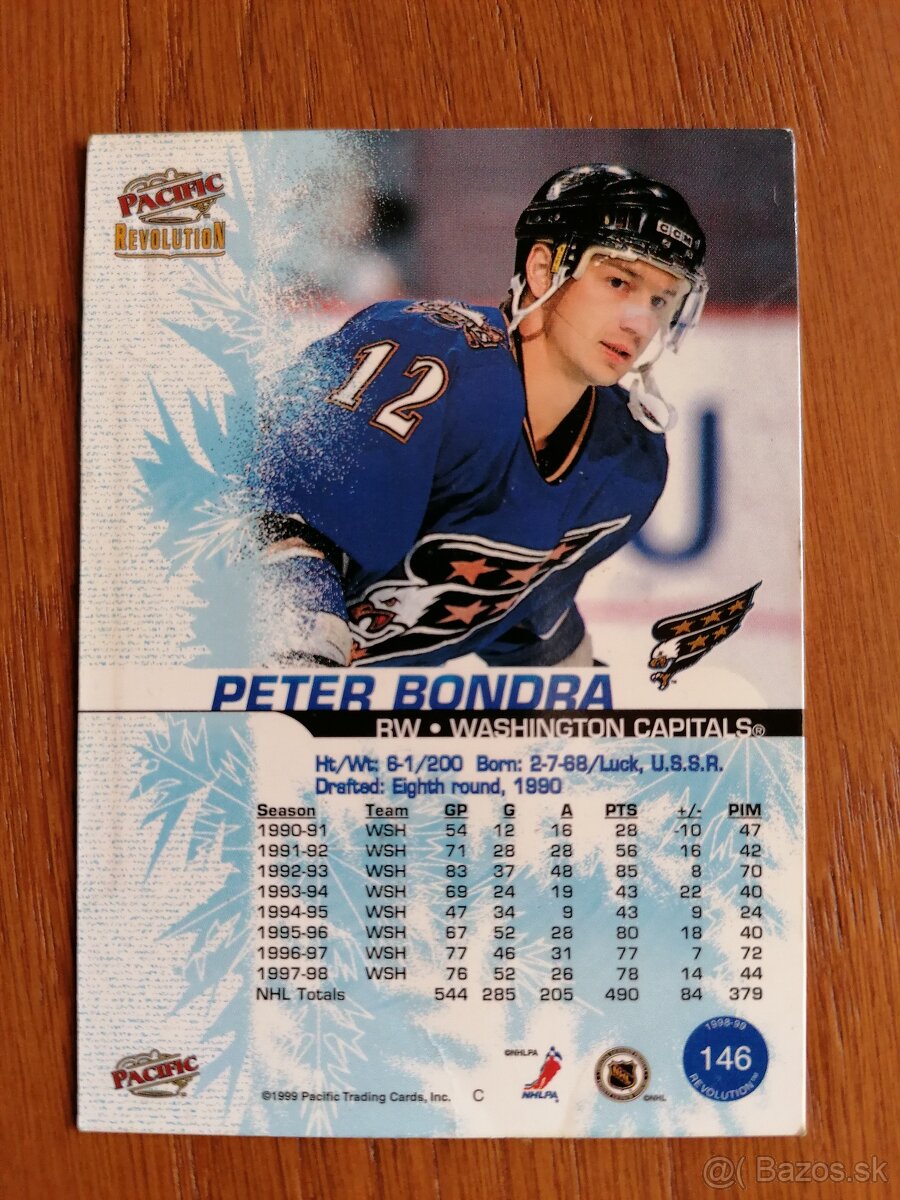 PACIFIC
REVOLUTION
CCM
12
U
PETER BONDRA
RW • WASHINGTON CAPITALS®
Ht/Wt: 6-1/200 Born: 2-7-68/Luck, U.S.S.R.
Drafted: Eighth round, 1990
Season Team GP G A PTS +/- PIM
1990-91 WSH 54 12 16 28 -10 47
1991-92 WSH 71 28 28 56 16 42
1992-93 WSH 83 37 48 85 8 70
1993-94 WSH 69 24 19 43 22 40
1994-95 WSH 47 34 9 43 9 24
1995-96 WSH 67 52 28 80 18 40
1996-97 WSH 77 46 31 77 7 72
1997-98 WSH 76 52 26 78 14 44
NHL Totals 544 285 205 490 84 379
PACIFIC
©1999 Pacific Trading Cards, Inc. C
©NHLPA
NHLPA
NHL
©NHL
1998-99
146
REVOLUTION™
@( Bazos.sk